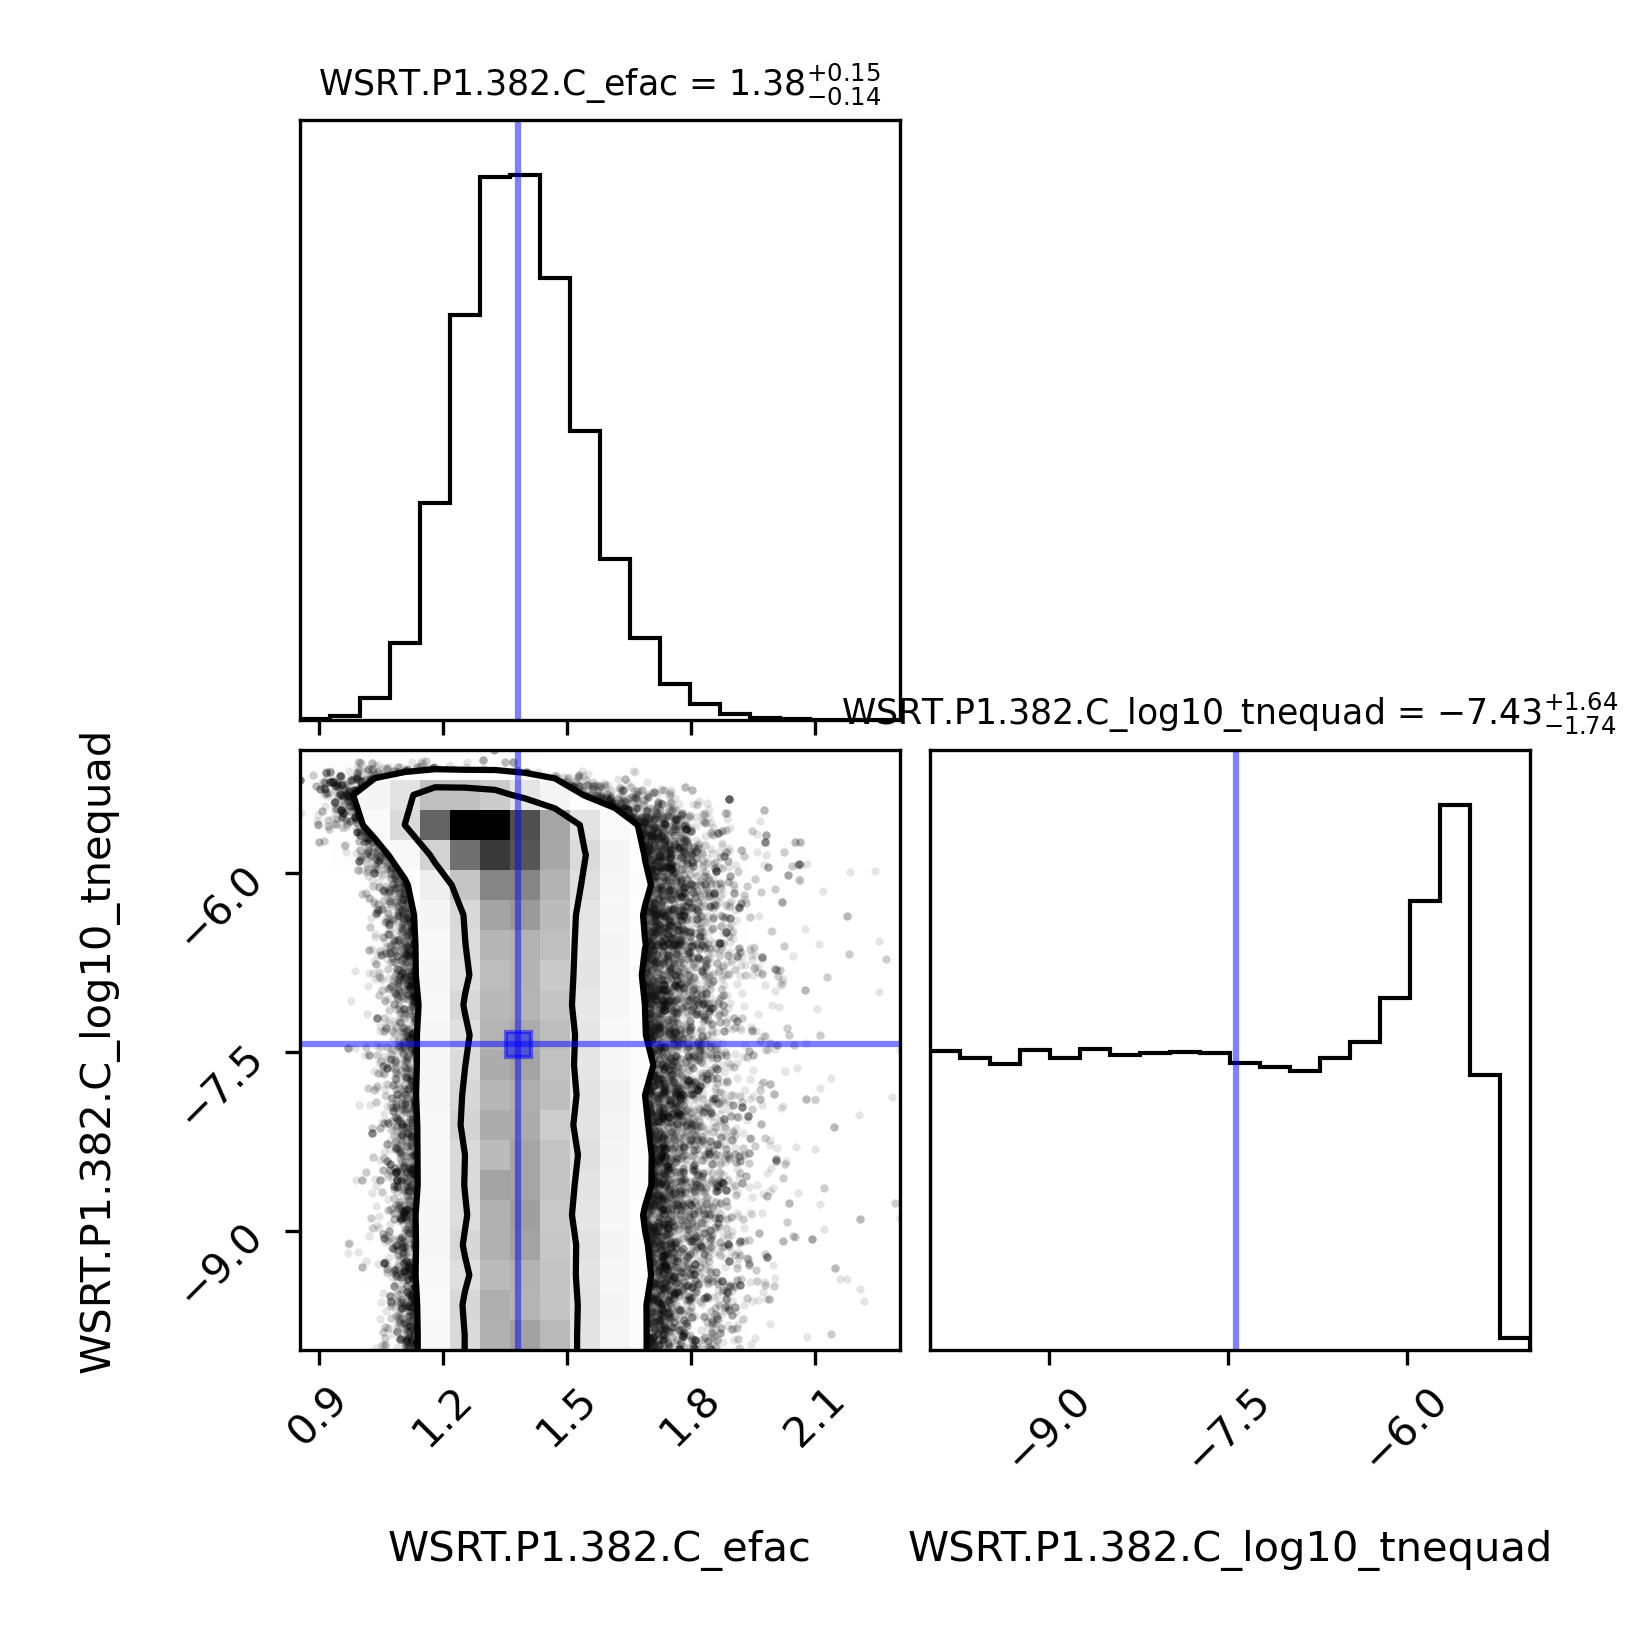 WSRT.P1.382.C_efac = 1.38+0.15 −0.14
WSRT.P1.382.C_log10_tnequad = −7.43+1.64 −1.74
WSRT.P1.382.C_log10_tnequad
−6.0
−7.5
−9.0
0.9 1.2 1.5 1.8 2.1
−9.0 −7.5 −6.0
WSRT.P1.382.C_efac
WSRT.P1.382.C_log10_tnequad